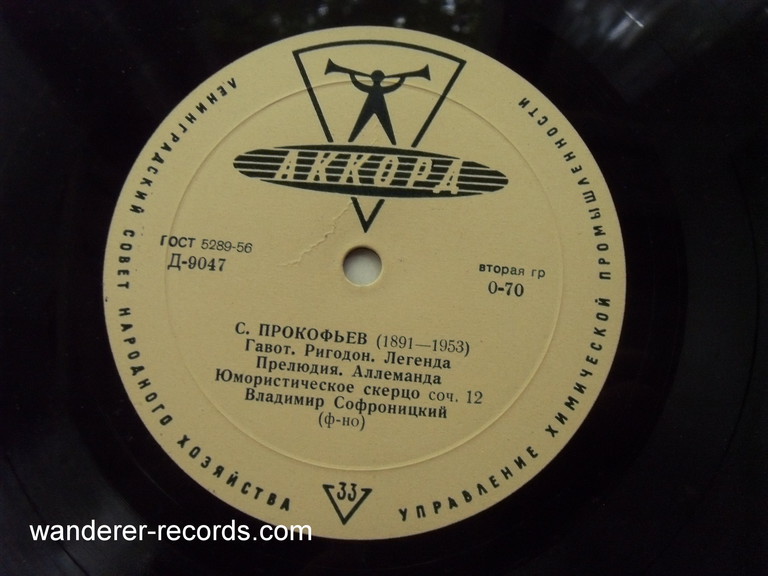 АККОРД
ЛЕНИНГРАДСКИЙ СОВЕТ НАРОДНОГО ХОЗЯЙСТВА
УПРАВЛЕНИЕ ХИМИЧЕСКОЙ ПРОМЫШЛЕННОСТИ
ГОСТ 5289-56
Д-9047
вторая гр
0-70
С. ПРОКОФЬЕВ (1891—1953)
Гавот. Ригодон. Легенда
Прелюдия. Аллеманда
Юмористическое скерцо соч. 12
Владимир Софроницкий
(ф-но)
33
wanderer-records.com